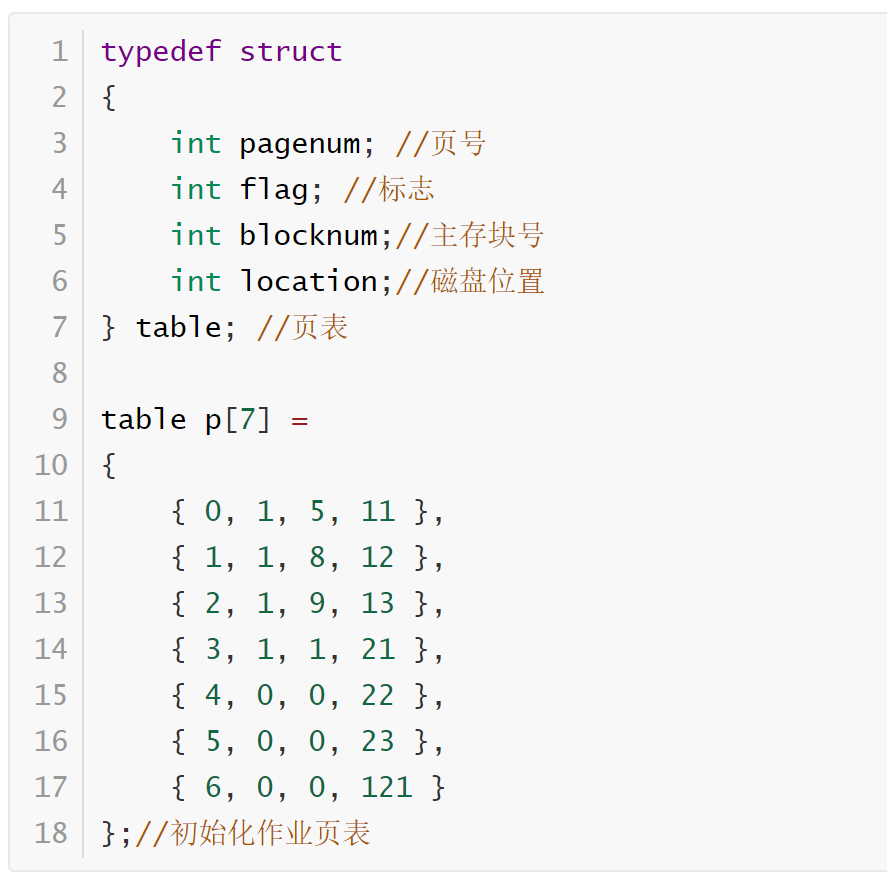 1 typedef struct
2 {
3     int pagenum; //页号
4     int flag; //标志
5     int blocknum;//主存块号
6     int location;//磁盘位置
7 } table; //页表
8
9 table p[7] =
10 {
11     { 0, 1, 5, 11 },
12     { 1, 1, 8, 12 },
13     { 2, 1, 9, 13 },
14     { 3, 1, 1, 21 },
15     { 4, 0, 0, 22 },
16     { 5, 0, 0, 23 },
17     { 6, 0, 0, 121 }
18 };//初始化作业页表